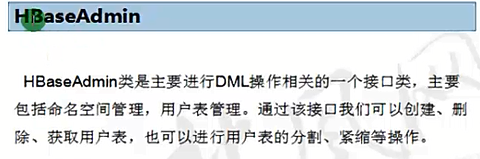 HBaseAdmin
HBaseAdmin类是主要进行DML操作相关的一个接口类，主要
包括命名空间管理，用户表管理。通过该接口我们可以创建、删
除、获取用户表，也可以进行用户表的分割、紧缩等操作。